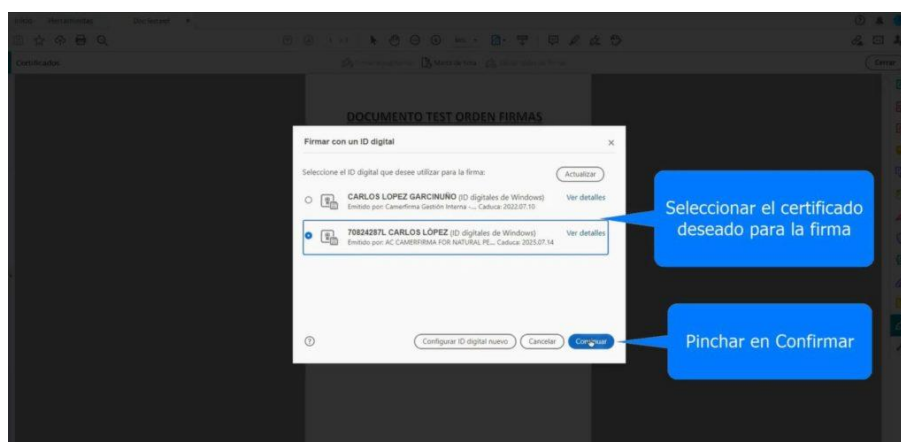 Herramientas
Certificados
Cerrar
DOCUMENTO TEST ORDEN FIRMAS
Firmar con un ID digital
Seleccione el ID digital que desee utilizar para la firma:
Actualizar
CARLOS LOPEZ GARCINUÑO (ID digitales de Windows)
Ver detalles
Emitido por: Camerfirma Gestión Interna -... Caduca: 2022.07.10
70824287L CARLOS LÓPEZ (ID digitales de Windows)
Ver detalles
Emitido por: AC CAMERFIRMA FOR NATURAL PE... Caduca: 2025.07.14
Seleccionar el certificado
deseado para la firma
Configurar ID digital nuevo
Cancelar
Continuar
Pinchar en Confirmar